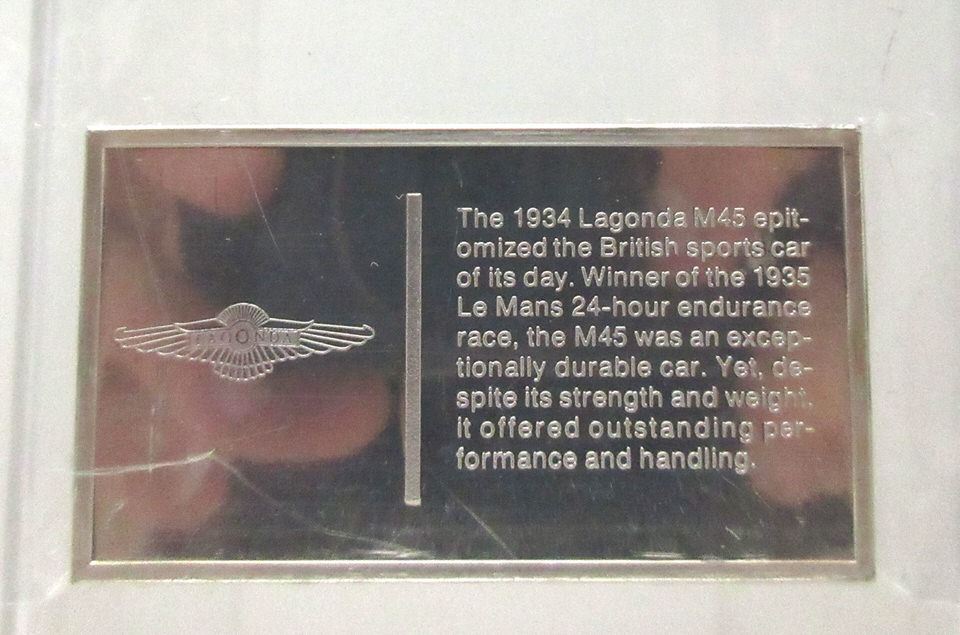 LAGONDA
The 1934 Lagonda M45 epit-
omized the British sports car
of its day. Winner of the 1935
Le Mans 24-hour endurance
race, the M45 was an excep-
tionally durable car. Yet, de-
spite its strength and weight,
it offered outstanding per-
formance and handling.